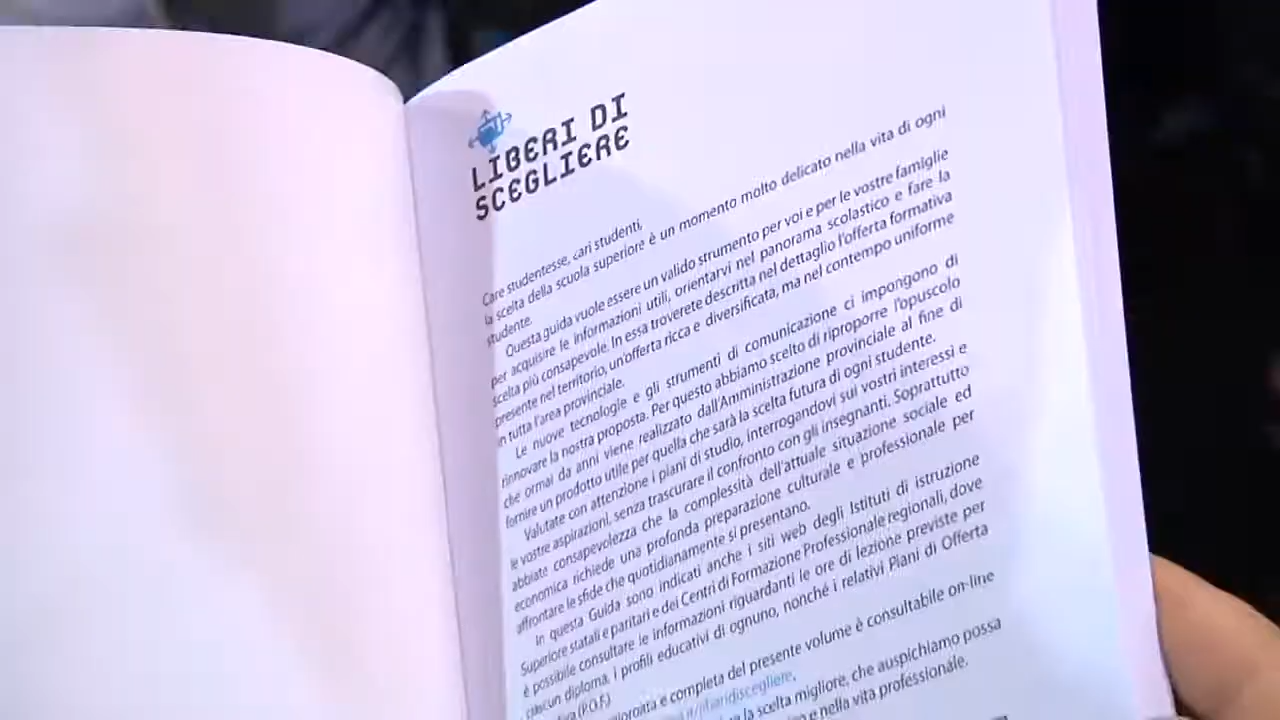 LIBERI DI
SCEGLIERE
Care studentesse, cari studenti,
la scelta della scuola superiore è un momento molto delicato nella vita di ogni
studente.
Questa guida vuole essere un valido strumento per voi e per le vostre famiglie
per acquisire le informazioni utili, orientarvi nel panorama scolastico e fare la
scelta più consapevole. In essa troverete descritta nel dettaglio l'offerta formativa
presente nel territorio, un'offerta ricca e diversificata, ma nel contempo uniforme
in tutta l'area provinciale.
Le nuove tecnologie e gli strumenti di comunicazione ci impongono di
rinnovare la nostra proposta. Per questo abbiamo scelto di riproporre l'opuscolo
che ormai da anni viene realizzato dall'Amministrazione provinciale al fine di
fornire un prodotto utile per quella che sarà la scelta futura di ogni studente.
Valutate con attenzione i piani di studio, interrogandovi sui vostri interessi e
le vostre aspirazioni, senza trascurare il confronto con gli insegnanti. Soprattutto
abbiate consapevolezza che la complessità dell'attuale situazione sociale ed
economica richiede una profonda preparazione culturale e professionale per
affrontare le sfide che quotidianamente si presentano.
In questa Guida sono indicati anche i siti web degli Istituti di istruzione
Superiore statali e paritari e dei Centri di Formazione Professionale regionali, dove
è possibile consultare le informazioni riguardanti le ore di lezione previste per
ciascun diploma, i profili educativi di ognuno, nonché i relativi Piani di Offerta
(P.O.F.)
e completa del presente volume è consultabile on-line
la scelta migliore, che auspichiamo possa
e nella vita professionale.